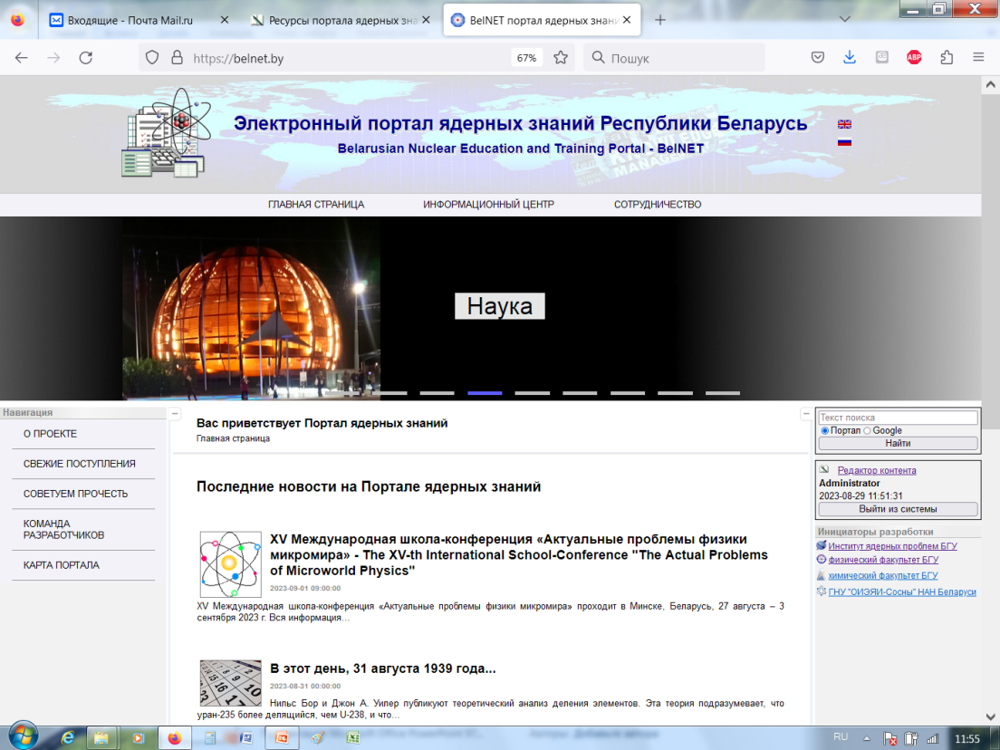 Входящие - Почта Mail.ru
Ресурсы портала ядерных зна
BelNET портал ядерных знани
https://belnet.by
67%
Пошук
ABP
Электронный портал ядерных знаний Республики Беларусь
Belarusian Nuclear Education and Training Portal - BelNET
ГЛАВНАЯ СТРАНИЦА
ИНФОРМАЦИОННЫЙ ЦЕНТР
СОТРУДНИЧЕСТВО
Наука
Навигация
О ПРОЕКТЕ
СВЕЖИЕ ПОСТУПЛЕНИЯ
СОВЕТУЕМ ПРОЧЕСТЬ
КОМАНДА
РАЗРАБОТЧИКОВ
КАРТА ПОРТАЛА
Вас приветствует Портал ядерных знаний
Главная страница
Последние новости на Портале ядерных знаний
XV Международная школа-конференция «Актуальные проблемы физики
микромира» - The XV-th International School-Conference "The Actual Problems
of Microworld Physics"
2023-09-01 09:00:00
XV Международная школа-конференция «Актуальные проблемы физики микромира» проходит в Минске, Беларусь, 27 августа – 3
сентября 2023 г. Вся информация...
В этот день, 31 августа 1939 года...
2023-08-31 00:00:00
Нильс Бор и Джон А. Уилер публикуют теоретический анализ деления элементов. Эта теория подразумевает, что
уран-235 более делящийся, чем U-238, и что...
Текст поиска
Портал Google
Найти
Редактор контента
Administrator
2023-08-29 11:51:31
Выйти из системы
Инициаторы разработки
Институт ядерных проблем БГУ
физический факультет БГУ
химический факультет БГУ
ГНУ "ОИЭЯИ-Сосны" НАН Беларуси
RU
11:55